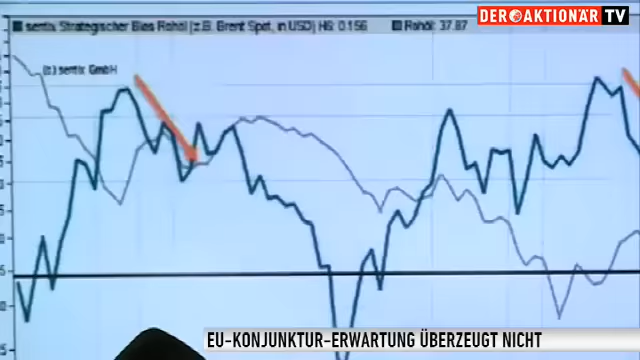 DER AKTIONÄR TV
sentix Strategischer Bias Rohöl (z.B. Brent Spot, in USD) HS: 0.156
Rohöl: 37.87
(c) sentix GmbH
EU-KONJUNKTUR-ERWARTUNG ÜBERZEUGT NICHT